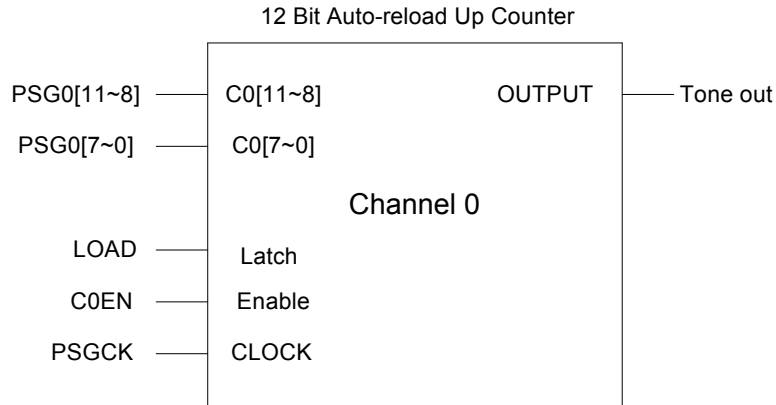 12 Bit Auto-reload Up Counter
PSG0[11~8] C0[11~8] OUTPUT Tone out
PSG0[7~0] C0[7~0]
Channel 0
LOAD Latch
C0EN Enable
PSGCK CLOCK